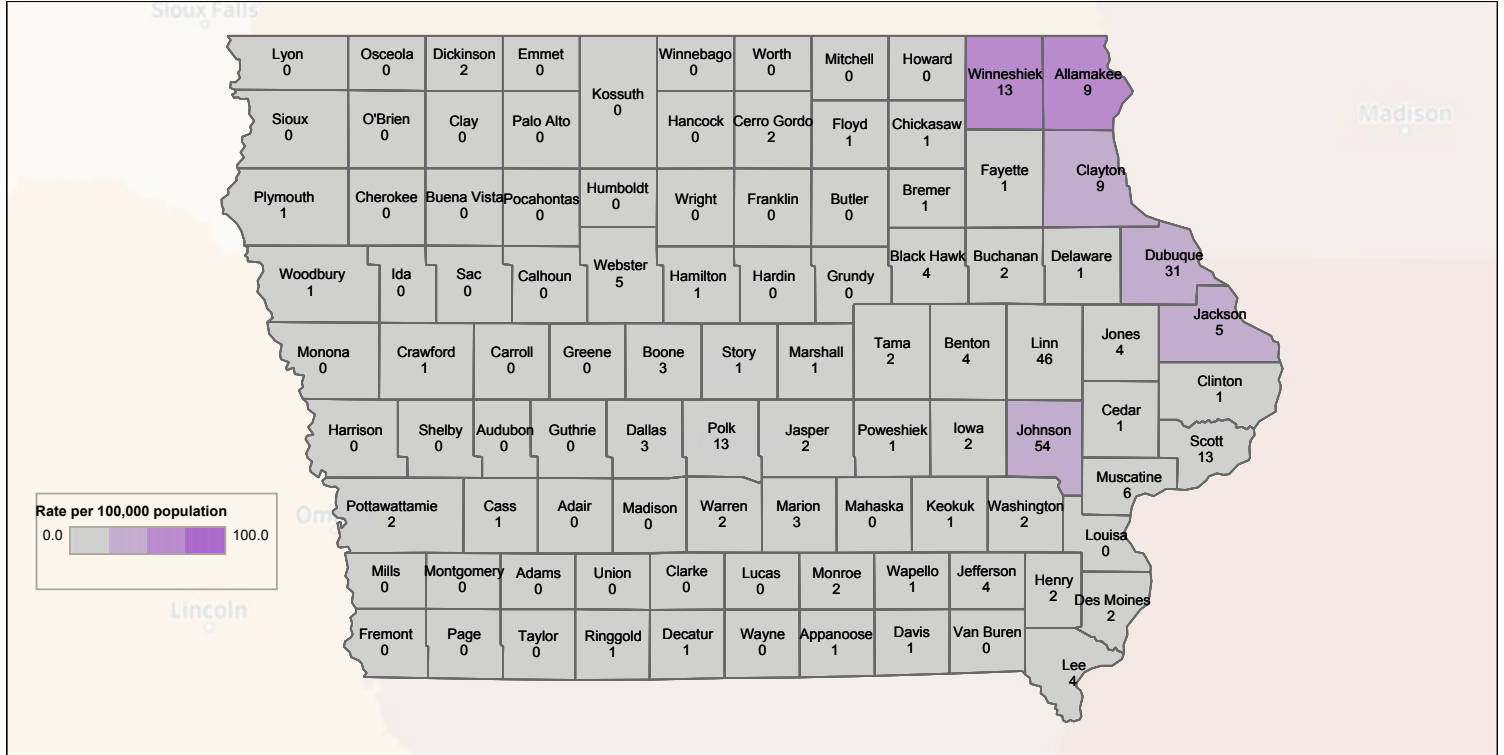 Sioux Falls
Lyon
0
Osceola
0
Dickinson
2
Emmet
0
Kossuth
0
Winnebago
0
Worth
0
Mitchell
0
Howard
0
Winneshiek
13
Allamakee
9
Madison
Sioux
0
O'Brien
0
Clay
0
Palo Alto
0
Hancock
0
Cerro Gordo
2
Floyd
1
Chickasaw
1
Fayette
1
Clayton
9
Plymouth
1
Cherokee
0
Buena Vista
0
Pocahontas
0
Humboldt
0
Wright
0
Franklin
0
Butler
0
Bremer
1
Woodbury
1
Ida
0
Sac
0
Calhoun
0
Webster
5
Hamilton
1
Hardin
0
Grundy
0
Black Hawk
4
Buchanan
2
Delaware
1
Dubuque
31
Monona
0
Crawford
1
Carroll
0
Greene
0
Boone
3
Story
1
Marshall
1
Tama
2
Benton
4
Linn
46
Jones
4
Jackson
5
Clinton
1
Harrison
0
Shelby
0
Audubon
0
Guthrie
0
Dallas
3
Polk
13
Jasper
2
Poweshiek
1
Iowa
2
Johnson
54
Cedar
1
Scott
13
Muscatine
6
Rate per 100,000 population
0.0
100.0
Om
Pottawattamie
2
Cass
1
Adair
0
Madison
0
Warren
2
Marion
3
Mahaska
0
Keokuk
1
Washington
2
Louisa
0
Lincoln
Mills
0
Montgomery
0
Adams
0
Union
0
Clarke
0
Lucas
0
Monroe
2
Wapello
1
Jefferson
4
Henry
2
Des Moines
2
Fremont
0
Page
0
Taylor
0
Ringgold
1
Decatur
1
Wayne
0
Appanoose
1
Davis
1
Van Buren
0
Lee
4